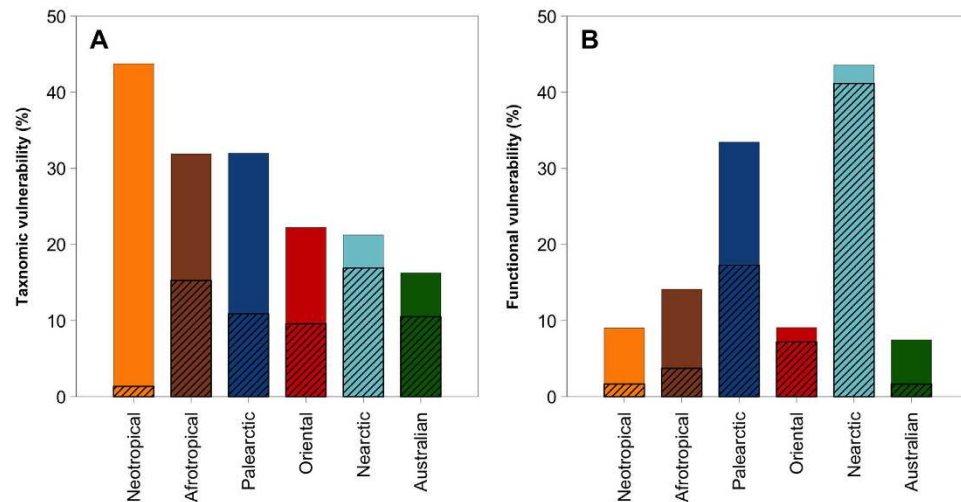 A
Taxnomic vulnerability (%)
50
40
30
20
10
0
Neotropical
Afrotropical
Palearctic
Oriental
Nearctic
Australian
B
Functional vulnerability (%)
50
40
30
20
10
0
Neotropical
Afrotropical
Palearctic
Oriental
Nearctic
Australian